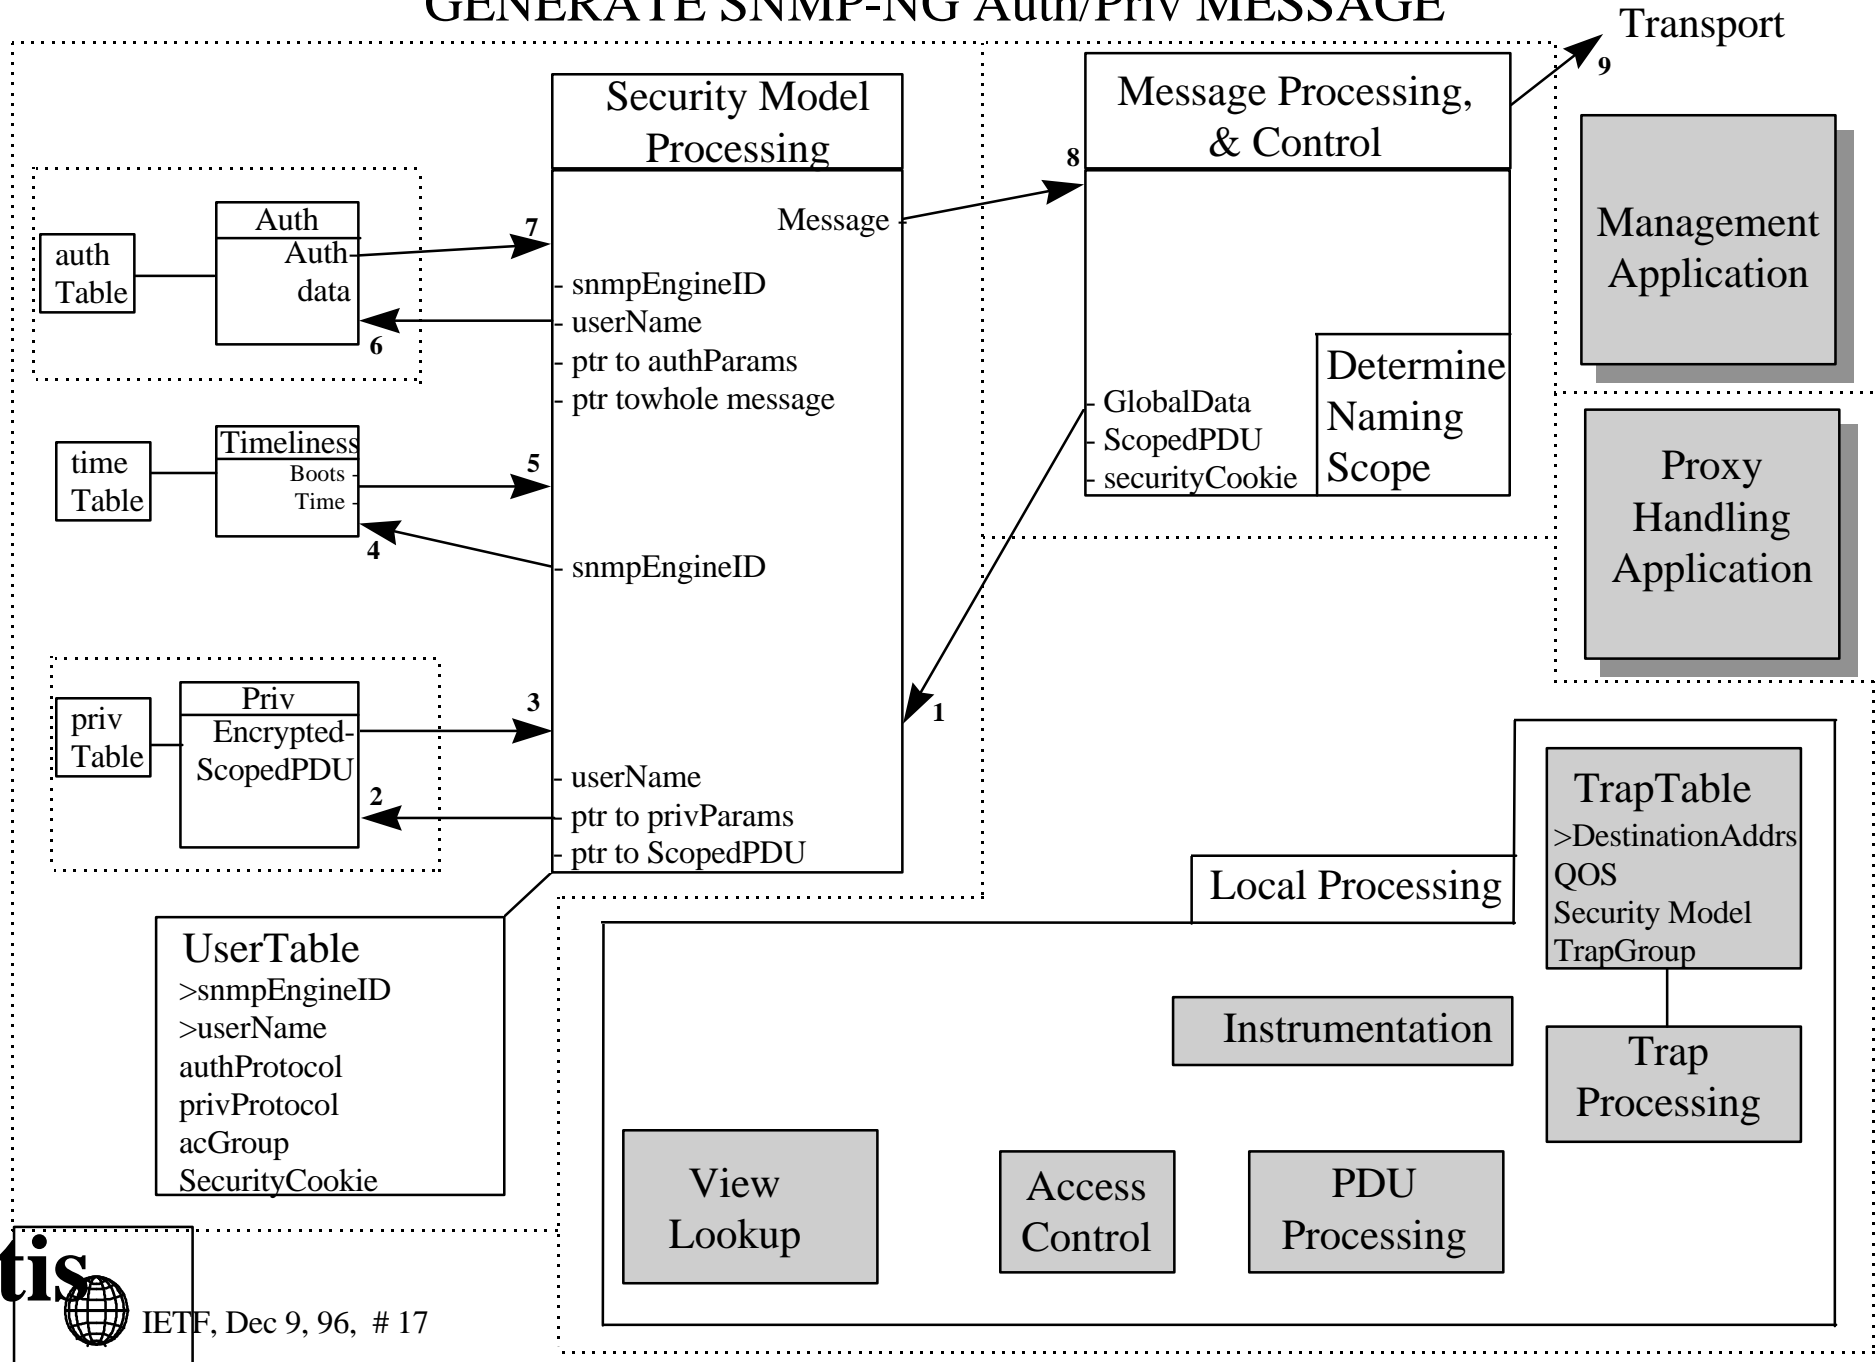 GENERATE SNMP-NG Auth/Priv MESSAGE
Transport
9
Security Model
Processing
Message Processing,
& Control
8
Message -
Auth
Auth-
data
auth
Table
7
6
- snmpEngineID
- userName
- ptr to authParams
- ptr towhole message
Management
Application
Determine
Naming
Scope
- GlobalData
- ScopedPDU
- securityCookie
time
Table
Timeliness
Boots -
Time -
5
4
- snmpEngineID
Proxy
Handling
Application
priv
Table
Priv
Encrypted-
ScopedPDU
3
2
1
- userName
- ptr to privParams
- ptr to ScopedPDU
TrapTable
>DestinationAddrs
QOS
Security Model
TrapGroup
Local Processing
UserTable
>snmpEngineID
>userName
authProtocol
privProtocol
acGroup
SecurityCookie
Instrumentation
Trap
Processing
View
Lookup
Access
Control
PDU
Processing
tis
IETF, Dec 9, 96, # 17